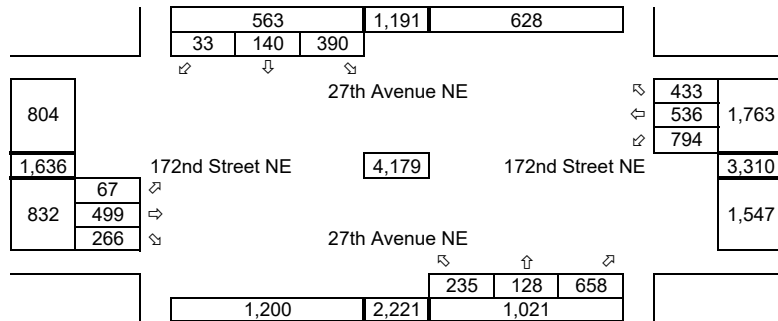 563 1,191 628
33 140 390
27th Avenue NE
433
804 536 1,763
794
1,636 172nd Street NE 4,179 172nd Street NE 3,310
67
832 499 1,547
266 27th Avenue NE
235 128 658
1,200 2,221 1,021